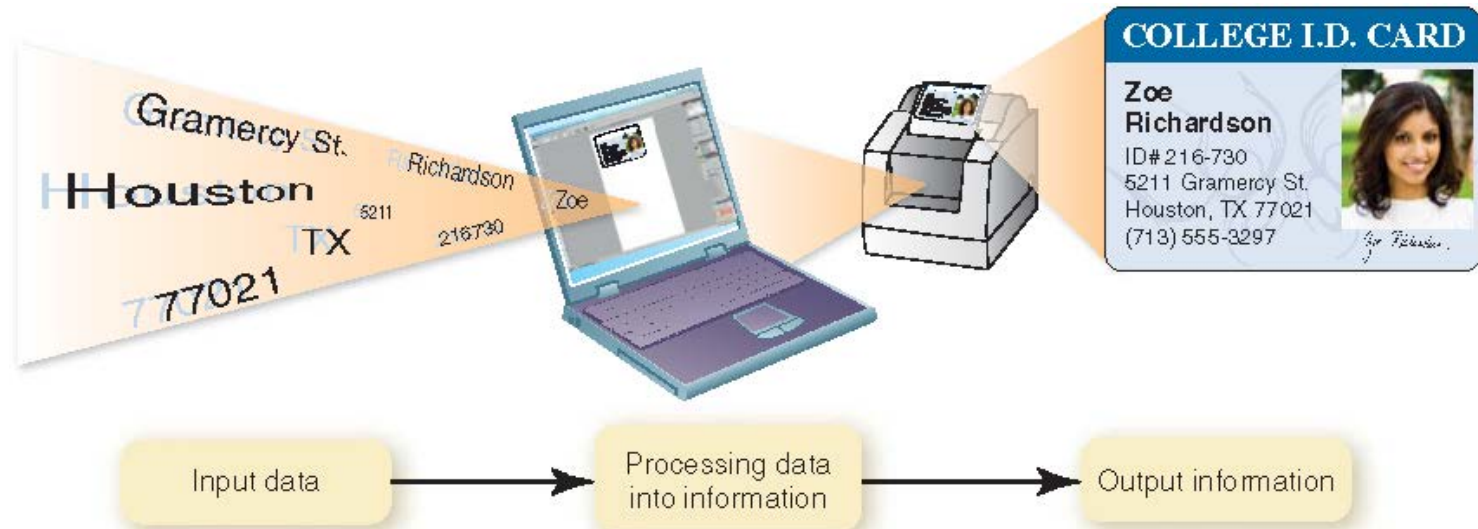 Gramercy St.
Houston
Richardson
Zoe
5211
TX
216730
77021
COLLEGE I.D. CARD
Zoe
Richardson
ID# 216-730
5211 Gramercy St.
Houston, TX 77021
(713) 555-3297
Input data
Processing data
into information
Output information